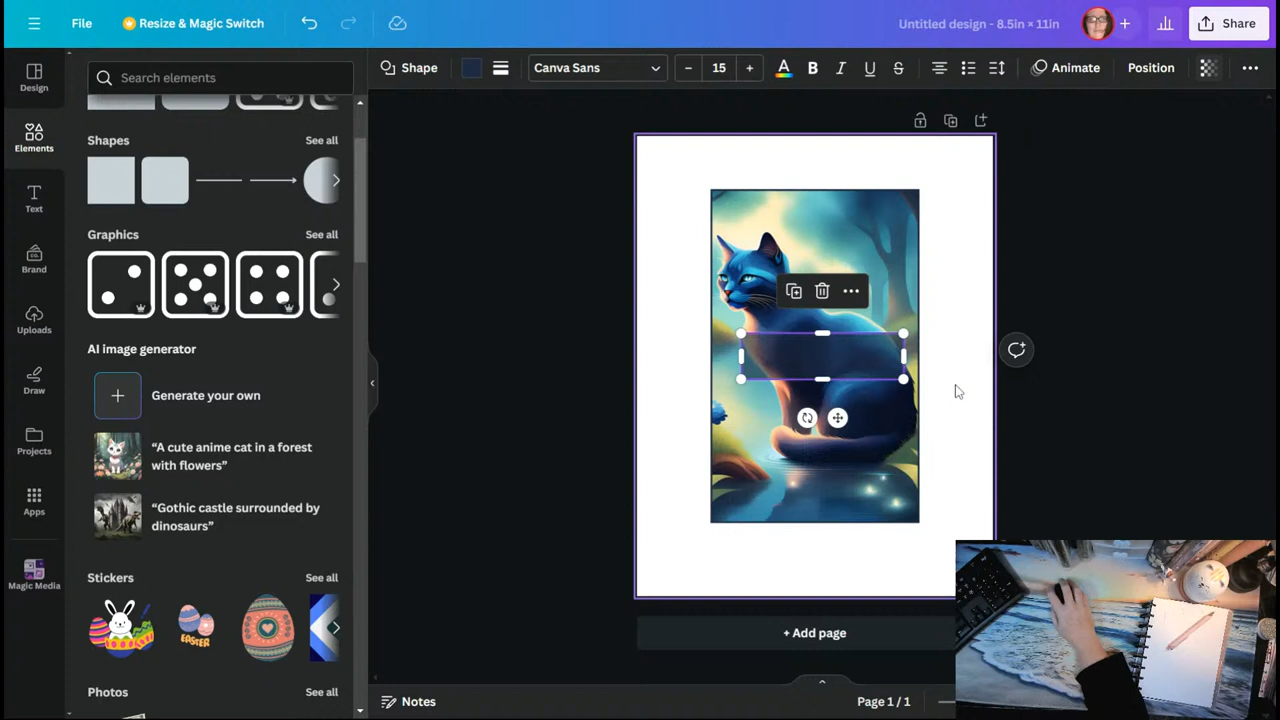 File
Resize & Magic Switch
Untitled design - 8.5in × 11in
Share
Design
Elements
Text
Brand
Uploads
Draw
Projects
Apps
Magic Media
Search elements
Shapes
See all
Graphics
See all
AI image generator
Generate your own
“A cute anime cat in a forest
with flowers”
“Gothic castle surrounded by
dinosaurs”
Stickers
See all
EASTER
Photos
See all
Shape
Canva Sans
15
A
B
I
U
S
Animate
Position
+ Add page
Notes
Page 1 / 1